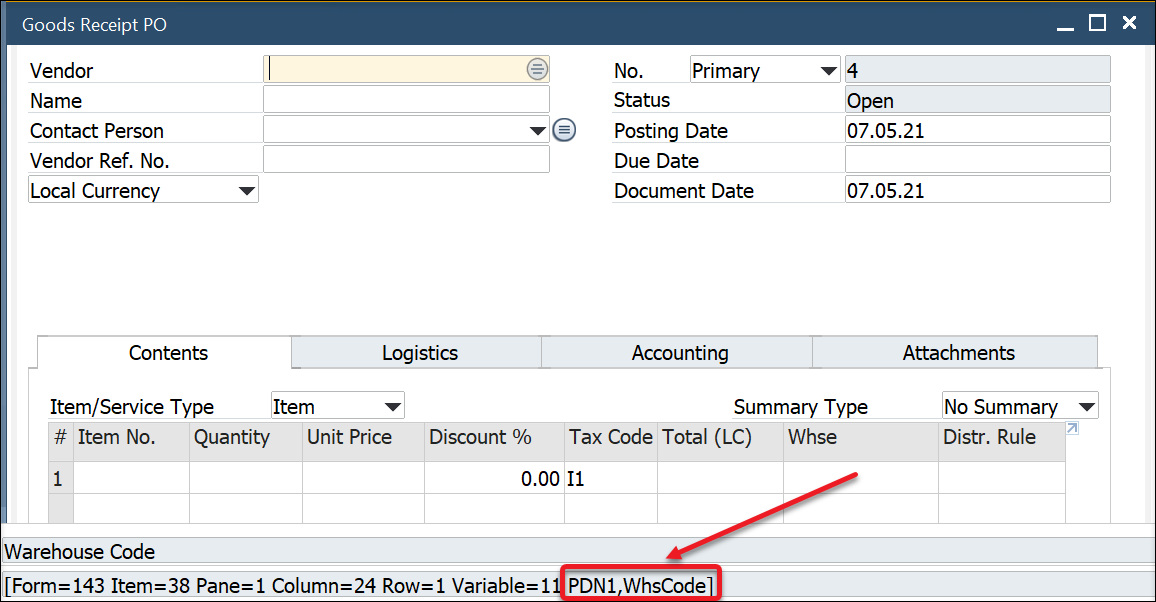 Goods Receipt PO
Vendor
No. Primary 4
Name
Status Open
Contact Person
Posting Date 07.05.21
Vendor Ref. No.
Due Date
Local Currency
Document Date 07.05.21
Contents Logistics Accounting Attachments
Item/Service Type Item Summary Type No Summary
# Item No. Quantity Unit Price Discount % Tax Code Total (LC) Whse Distr. Rule
1 0.00 I1
Warehouse Code
[Form=143 Item=38 Pane=1 Column=24 Row=1 Variable=11 PDN1,WhsCode]